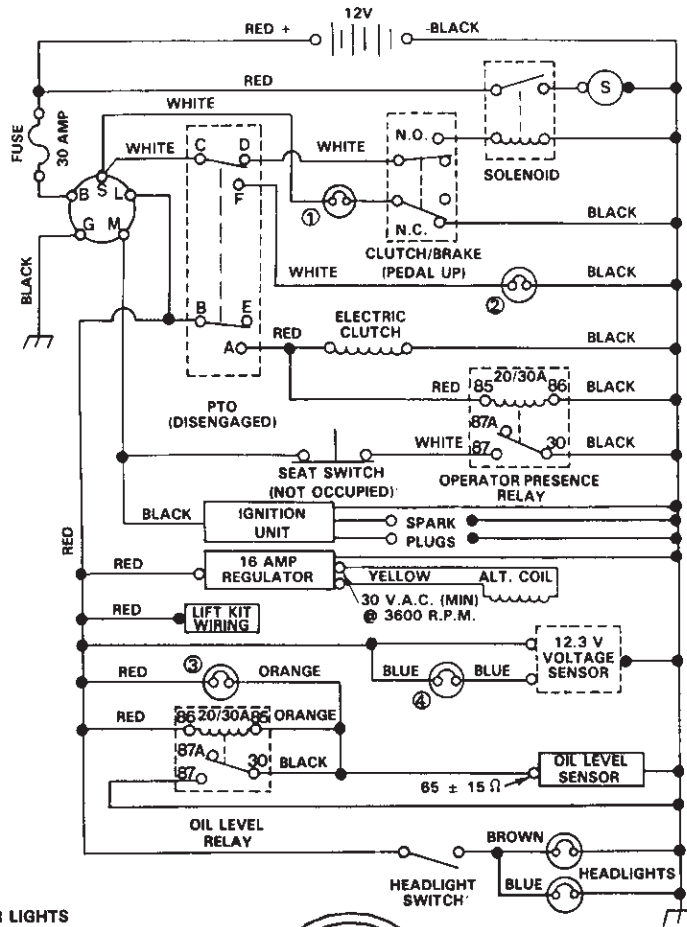 12V
RED +
-BLACK
RED
WHITE
FUSE
30 AMP
WHITE
C
D
WHITE
N.O.
S
SOLENOID
B
S
L
F
G
M
1
N.C.
BLACK
CLUTCH/BRAKE
(PEDAL UP)
BLACK
WHITE
2
BLACK
B
E
RED
ELECTRIC
CLUTCH
BLACK
A
PTO
(DISENGAGED)
RED
85
20/30A
86
BLACK
87A
WHITE
87
30
BLACK
SEAT SWITCH
(NOT OCCUPIED)
OPERATOR PRESENCE
RELAY
BLACK
IGNITION
UNIT
SPARK
PLUGS
RED
RED
16 AMP
REGULATOR
YELLOW
ALT. COIL
30 V.A.C. (MIN)
@ 3600 R.P.M.
RED
LIFT KIT
WIRING
12.3 V
VOLTAGE
SENSOR
RED
3
ORANGE
BLUE
4
BLUE
RED
86
20/30A
85
ORANGE
87A
30
BLACK
87
65 ± 15 Ω
OIL LEVEL
SENSOR
OIL LEVEL
RELAY
BROWN
HEADLIGHTS
BLUE
HEADLIGHT
SWITCH
R LIGHTS